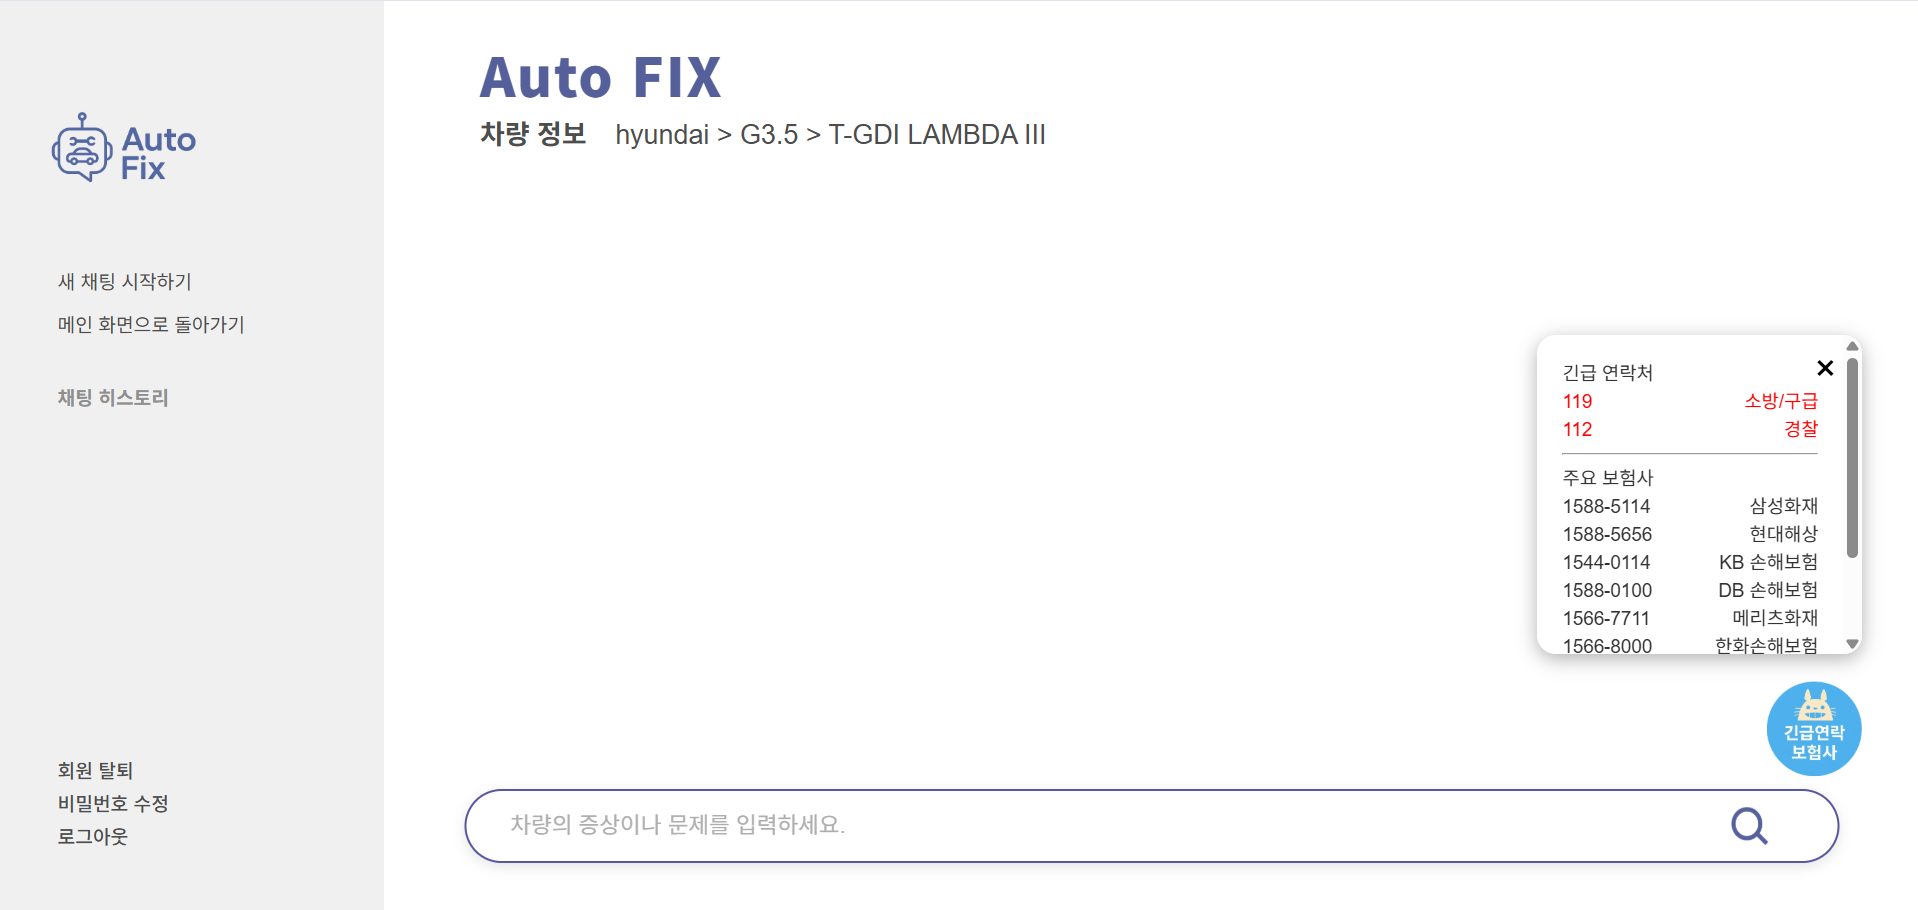 Auto
Fix
새 채팅 시작하기
메인 화면으로 돌아가기
채팅 히스토리
회원 탈퇴
비밀번호 수정
로그아웃
Auto FIX
차량 정보 hyundai > G3.5 > T-GDI LAMBDA III
긴급 연락처
119 소방/구급
112 경찰
주요 보험사
1588-5114 삼성화재
1588-5656 현대해상
1544-0114 KB 손해보험
1588-0100 DB 손해보험
1566-7711 메리츠화재
1566-8000 한화손해보험
긴급연락
보험사
차량의 증상이나 문제를 입력하세요.